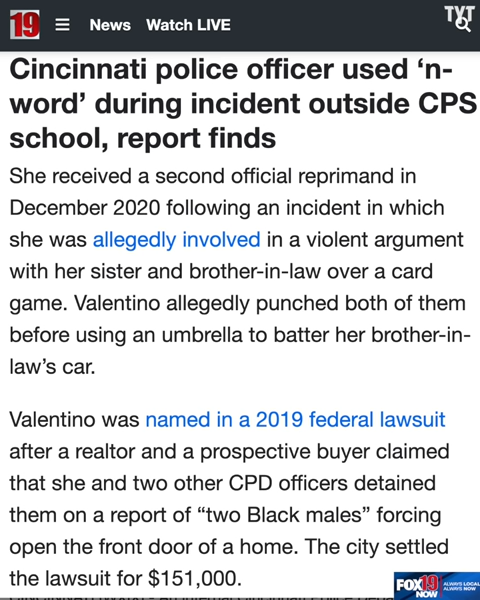 19 News Watch LIVE TYT
Cincinnati police officer used ‘n-
word’ during incident outside CPS
school, report finds
She received a second official reprimand in
December 2020 following an incident in which
she was allegedly involved in a violent argument
with her sister and brother-in-law over a card
game. Valentino allegedly punched both of them
before using an umbrella to batter her brother-in-
law’s car.
Valentino was named in a 2019 federal lawsuit
after a realtor and a prospective buyer claimed
that she and two other CPD officers detained
them on a report of “two Black males” forcing
open the front door of a home. The city settled
the lawsuit for $151,000.
FOX19
NOW
ALWAYS LOCAL
ALWAYS NOW